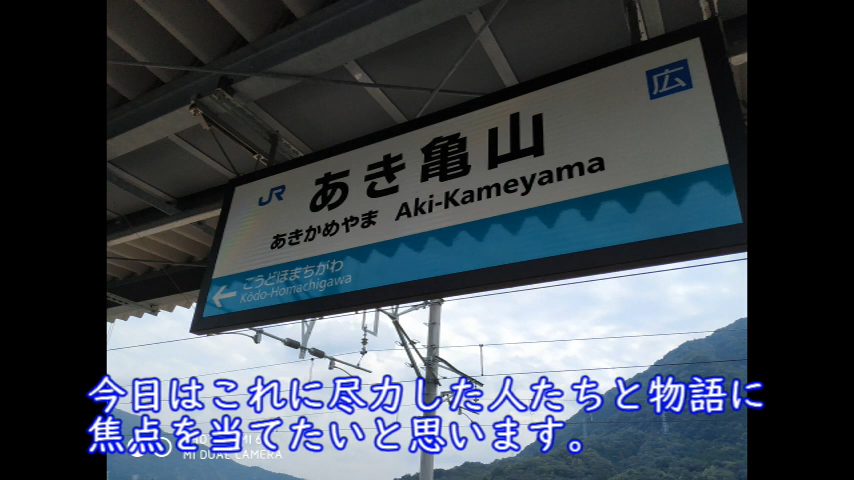 広
JR
あき亀山
あきかめやま Aki-Kameyama
こうどほまちがわ
Kōdo-Homachigawa
今日はこれに尽力した人たちと物語に
焦点を当てたいと思います。
MI DUAL CAMERA